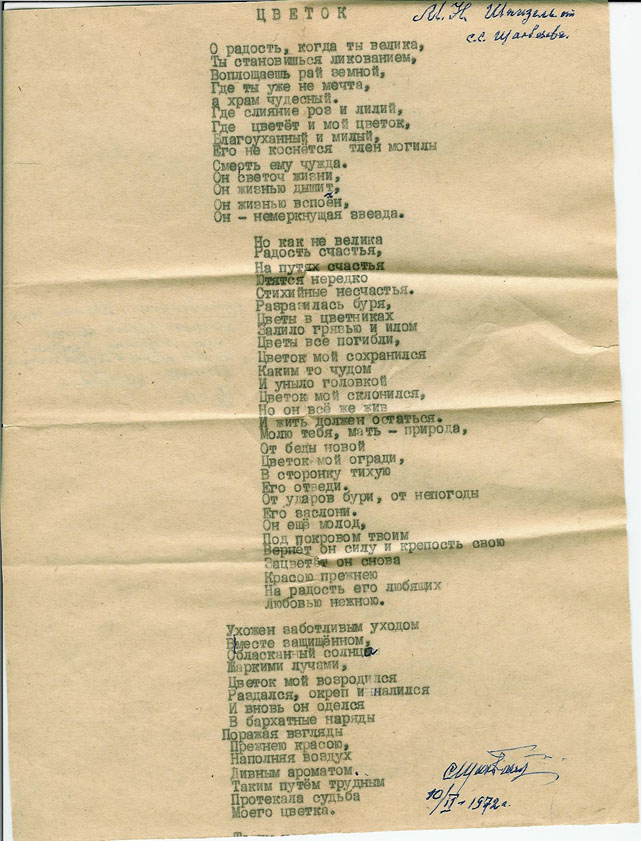 ЦВЕТОК
М. Н. Шпизель от
С.С.
О радость, когда ты велика,
Ты становишься ликованием,
Воплощаешь рай земной,
Где ты уже не мечта,
а храм чудесный.
Где слияние роз и лилий,
Где цветёт и мой цветок,
Благоуханный и милый,
Его не коснётся тлен могилы
Смерть ему чужда.
Он светоч жизни,
Он жизнью дышит,
Он жизнью вспоён,
Он - немеркнущая звезда.
Но как не велика
Радость счастья,
На путях счастья
Ютятся нередко
Стихийные несчастья.
Разразилась буря,
Цветы в цветниках
Залило грязью и илом
Цветы все погибли,
Цветок мой сохранился
Каким то чудом
И уныло головкой
Цветок мой склонился,
Но он всё же жив
И жить должен остаться.
Молю тебя, мать - природа,
От беды новой
Цветок мой огради,
В сторонку тихую
Его отведи.
От ударов бури, от непогоды
Его заслони.
Он ещё молод,
Под покровом твоим
Вернёт он силу и крепость свою
Зацветёт он снова
Красою прежнею
На радость его любящих
Любовью нежною.
Ухожен заботливым уходом
Вместе защищённом,
Обласканный солнца
Жаркими лучами,
Цветок мой возродился
Раздался, окреп и налился
И вновь он оделся
В бархатные наряды
Поражая взгляды
Прежнею красою,
Наполняя воздух
Дивным ароматом.
Таким путём трудным
Протекала судьба
Моего цветка.
10/II-1972г.